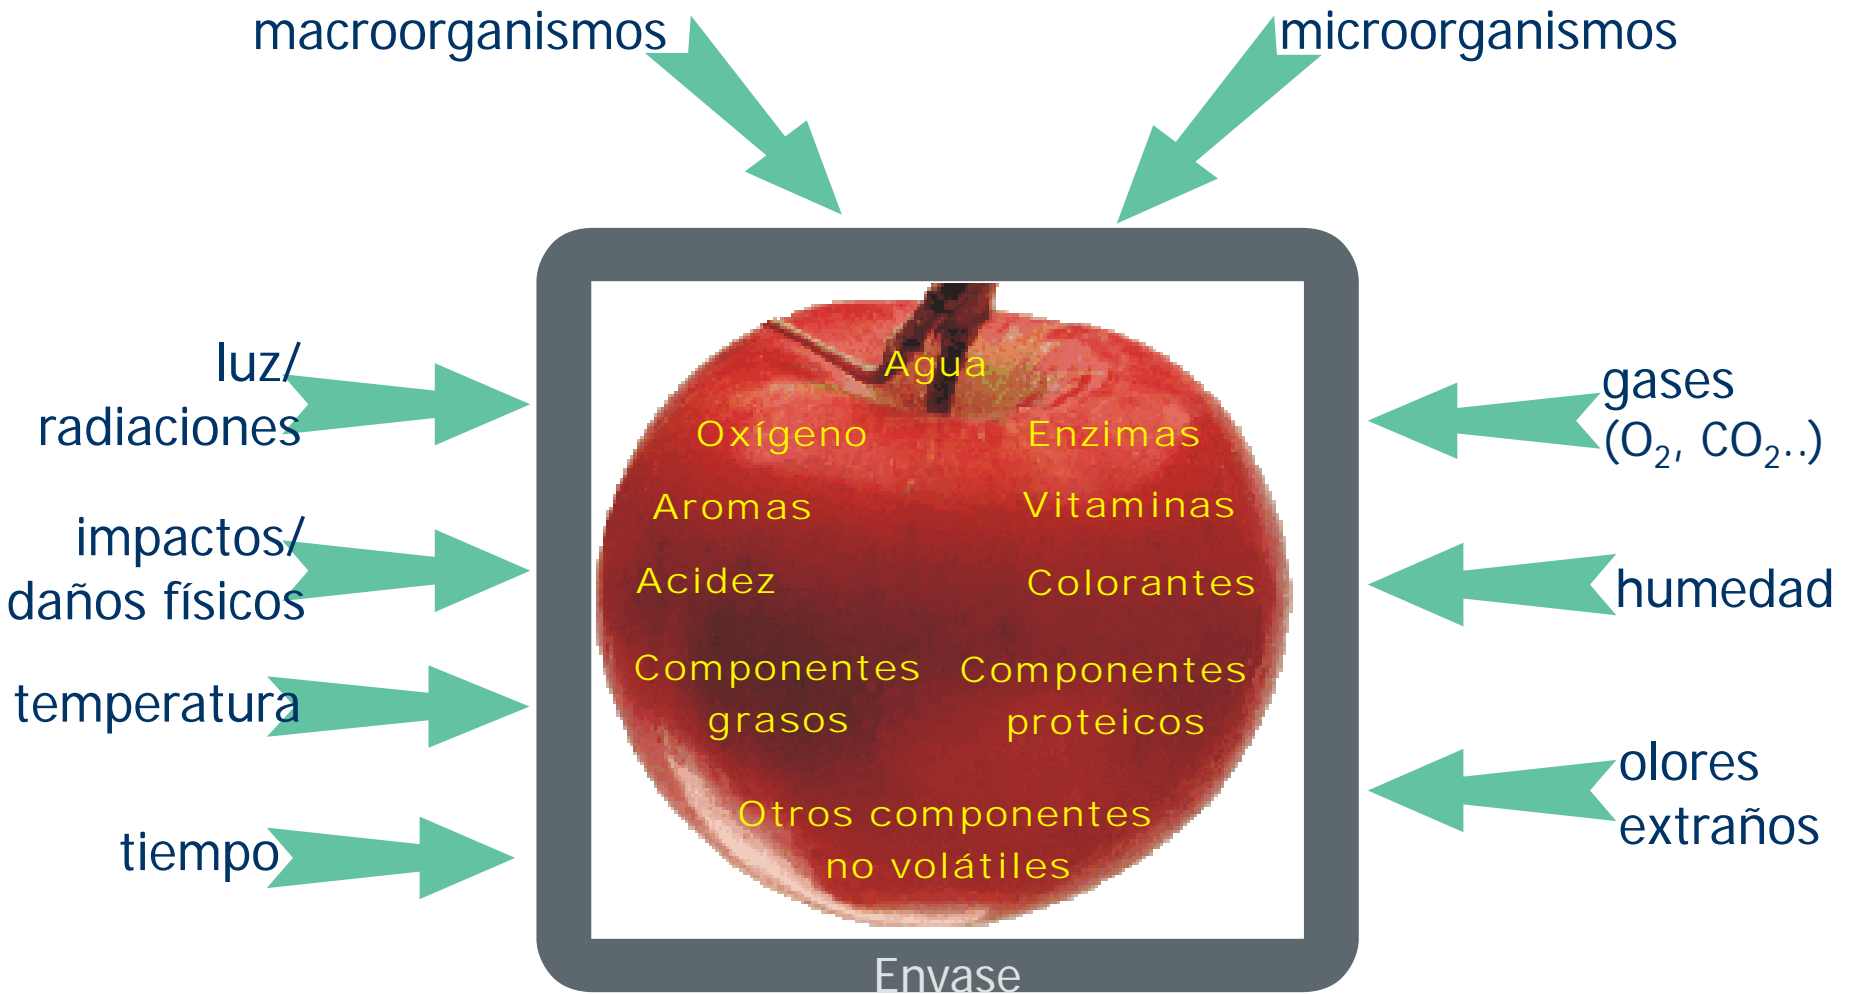 macroorganismos
microorganismos
luz/
radiaciones
impactos/
daños físicos
temperatura
tiempo
Agua
Oxígeno
Enzimas
Aromas
Vitaminas
Acidez
Colorantes
Componentes
grasos
Componentes
proteicos
Otros componentes
no volátiles
gases
(O₂, CO₂..)
humedad
olores
extraños
Envase